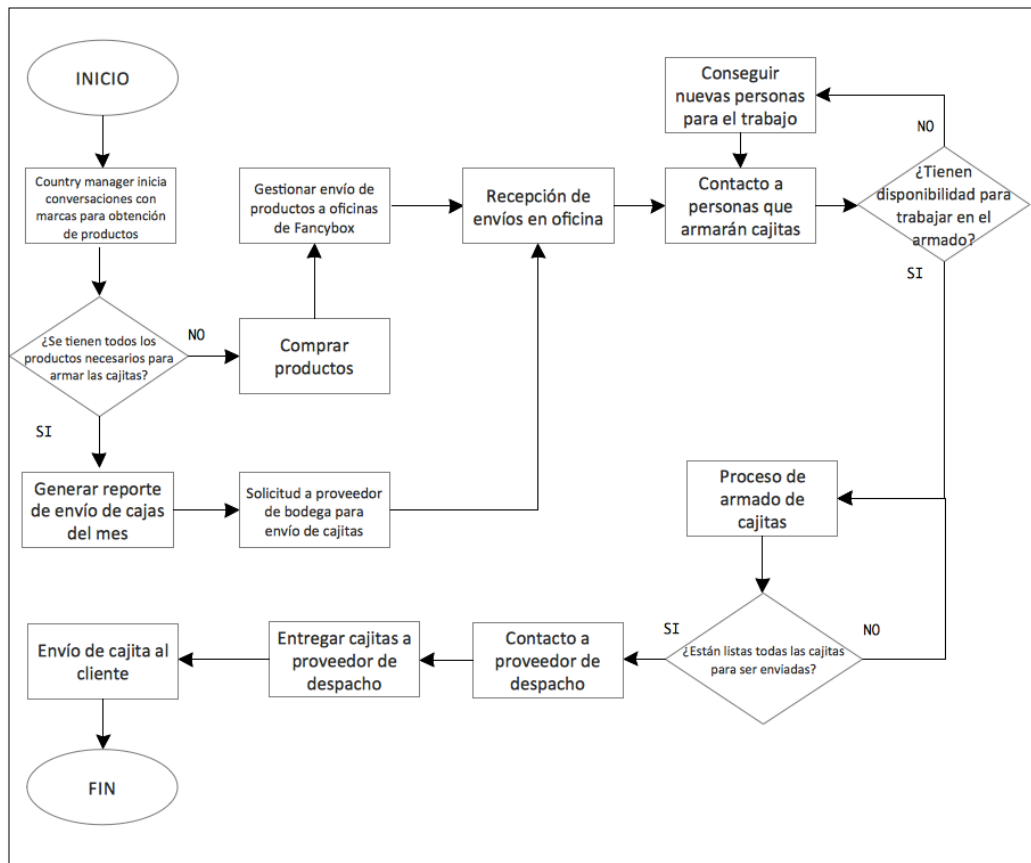 INICIO
Country manager inicia
conversaciones con
marcas para obtención
de productos
¿Se tienen todos los
productos necesarios para
armar las cajitas?
NO
SI
Comprar
productos
Gestionar envío de
productos a oficinas
de Fancybox
Generar reporte
de envío de cajas
del mes
Solicitud a proveedor
de bodega para
envío de cajitas
Recepción de
envíos en oficina
Contacto a
personas que
armarán cajitas
Conseguir
nuevas personas
para el trabajo
NO
¿Tienen
disponibilidad para
trabajar en el
armado?
SI
Proceso de
armado de
cajitas
¿Están listas todas las cajitas
para ser enviadas?
NO
SI
Contacto a
proveedor de
despacho
Entregar cajitas a
proveedor de
despacho
Envío de cajita al
cliente
FIN